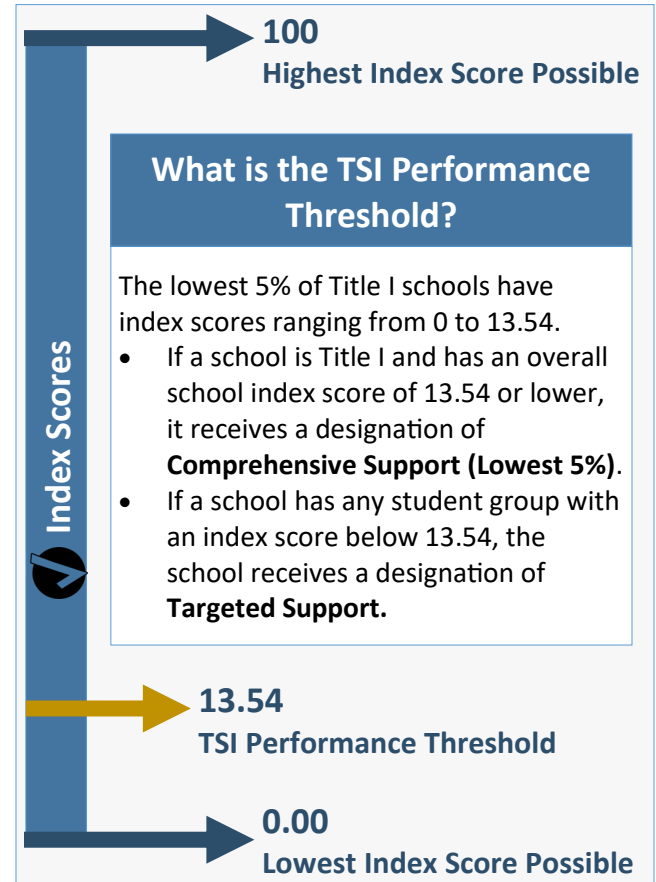 100
Highest Index Score Possible
What is the TSI Performance
Threshold?
The lowest 5% of Title I schools have
index scores ranging from 0 to 13.54.
• If a school is Title I and has an overall
school index score of 13.54 or lower,
it receives a designation of
Comprehensive Support (Lowest 5%).
• If a school has any student group with
an index score below 13.54, the
school receives a designation of
Targeted Support.
Index Scores
13.54
TSI Performance Threshold
0.00
Lowest Index Score Possible